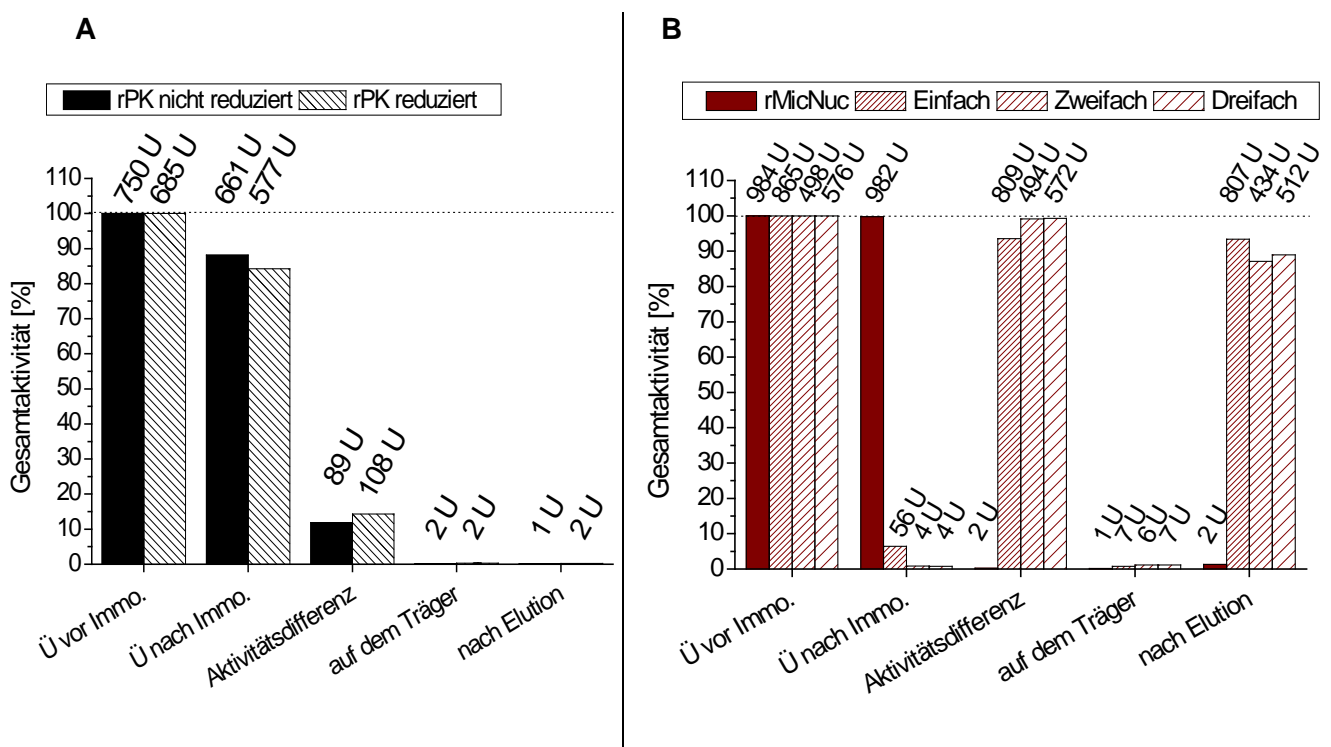 A
rPK nicht reduziert rPK reduziert
750 U 685 U 661 U 577 U 89 U 108 U 2 U 2 U 1 U 2 U
Gesamtaktivität [%]
110
100
90
80
70
60
50
40
30
20
10
0
Ü vor Immo. Ü nach Immo. Aktivitätsdifferenz auf dem Träger nach Elution
B
rMicNuc Einfach Zweifach Dreifach
984 U 865 U 498 U 576 U 982 U 56 U 4 U 4 U 2 U 809 U 494 U 572 U 1 U 7 U 6 U 7 U 2 U 807 U 434 U 512 U
Gesamtaktivität [%]
110
100
90
80
70
60
50
40
30
20
10
0
Ü vor Immo. Ü nach Immo. Aktivitätsdifferenz auf dem Träger nach Elution